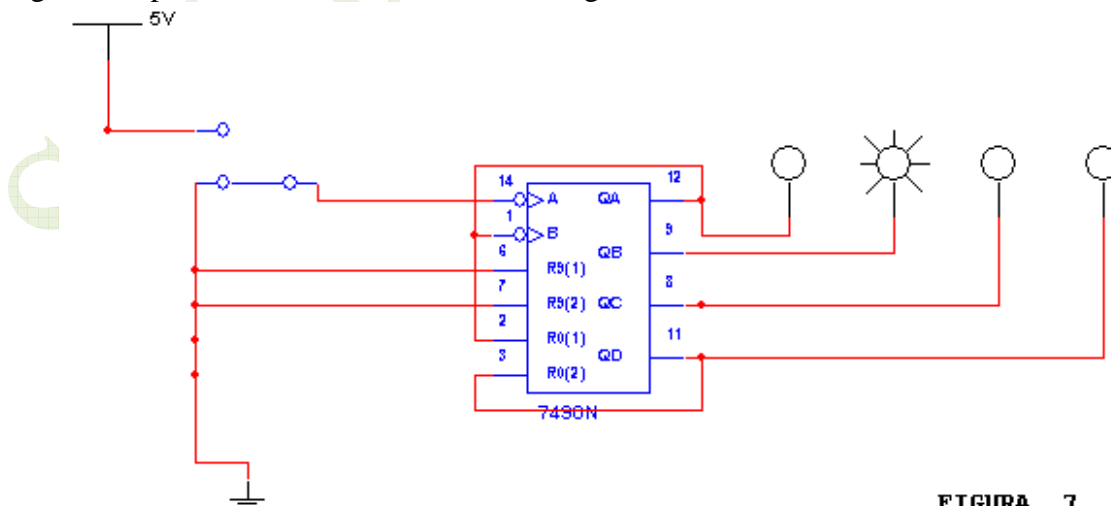 5V
14
12
A QA
1
9
B
QB
6
R9(1)
7
8
R9(2) QC
2
11
R0(1)
3
QD
R0(2)
7490N
FIGURA 7